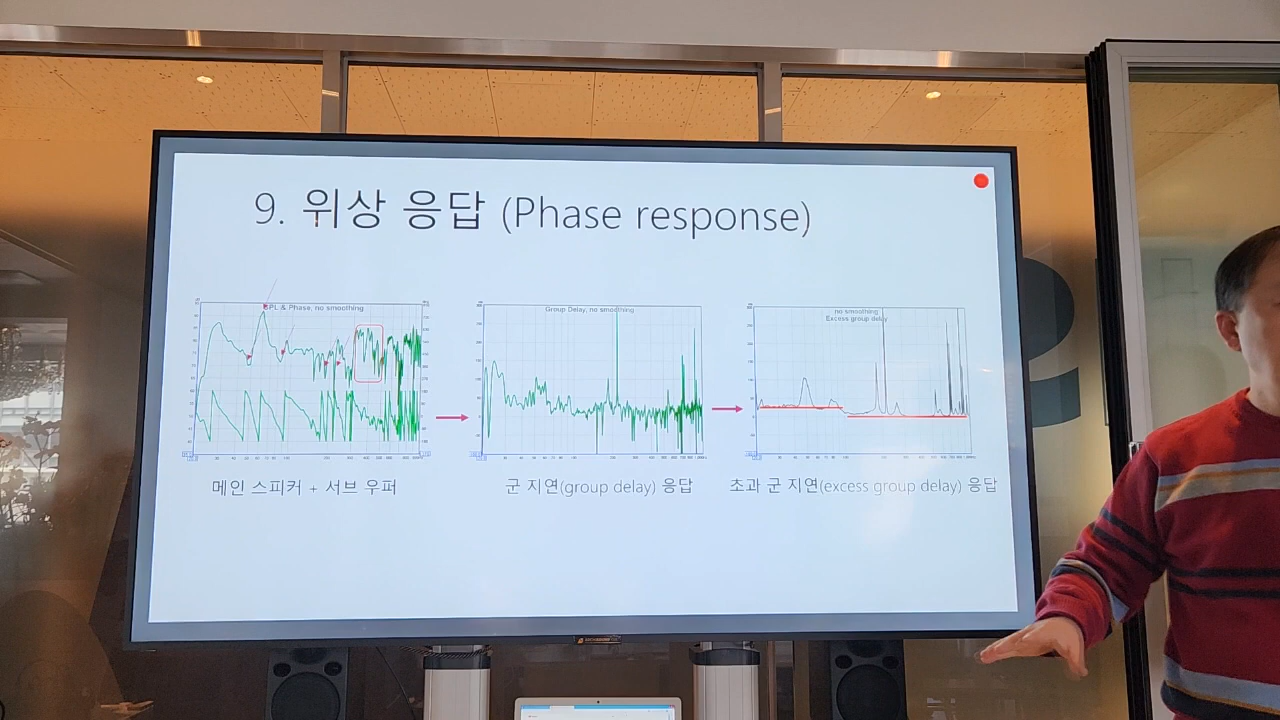 9. 위상 응답 (Phase response)
SPL & Phase, no smoothing
Group Delay, no smoothing
no smoothing
Excess group delay
메인 스피커 + 서브 우퍼
군 지연(group delay) 응답
초과 군 지연(excess group delay) 응답